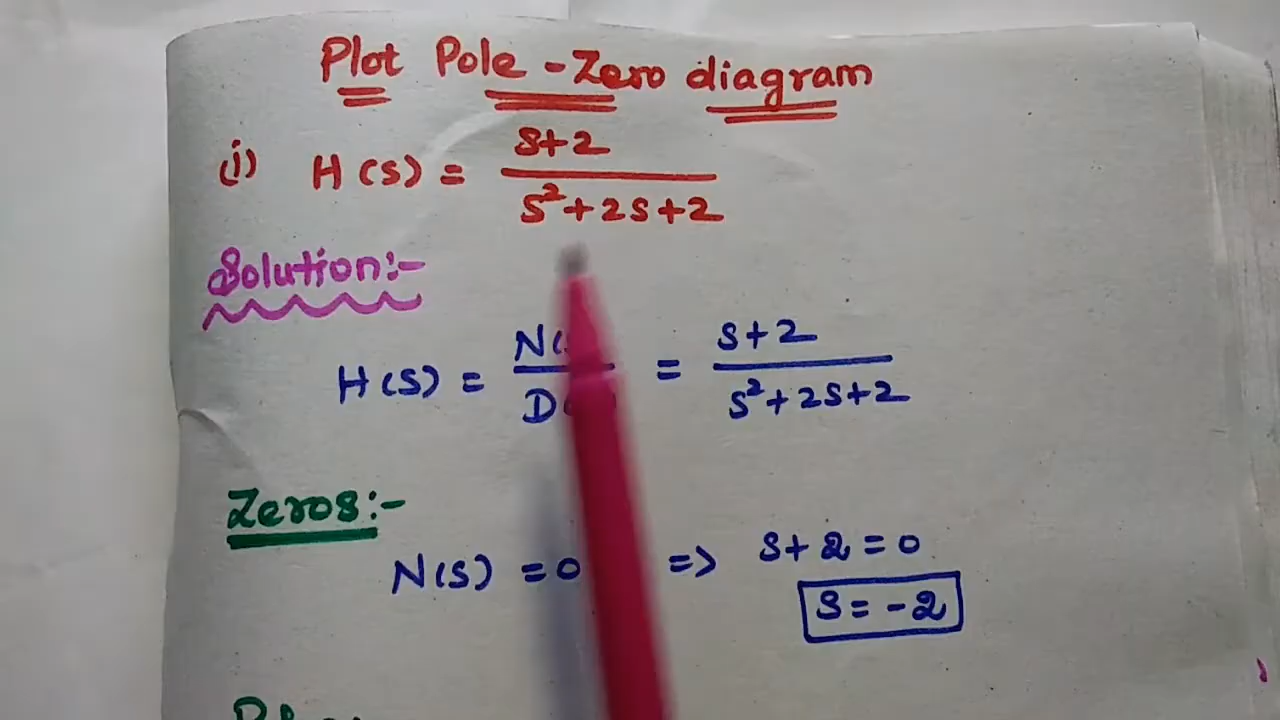 Plot Pole-Zero diagram
(i) H(s) = s+2 / s²+2s+2
Solution:-
H(s) = N(s) / D(s) = s+2 / s²+2s+2
Zeros:-
N(s) = 0 => s+2=0
s = -2